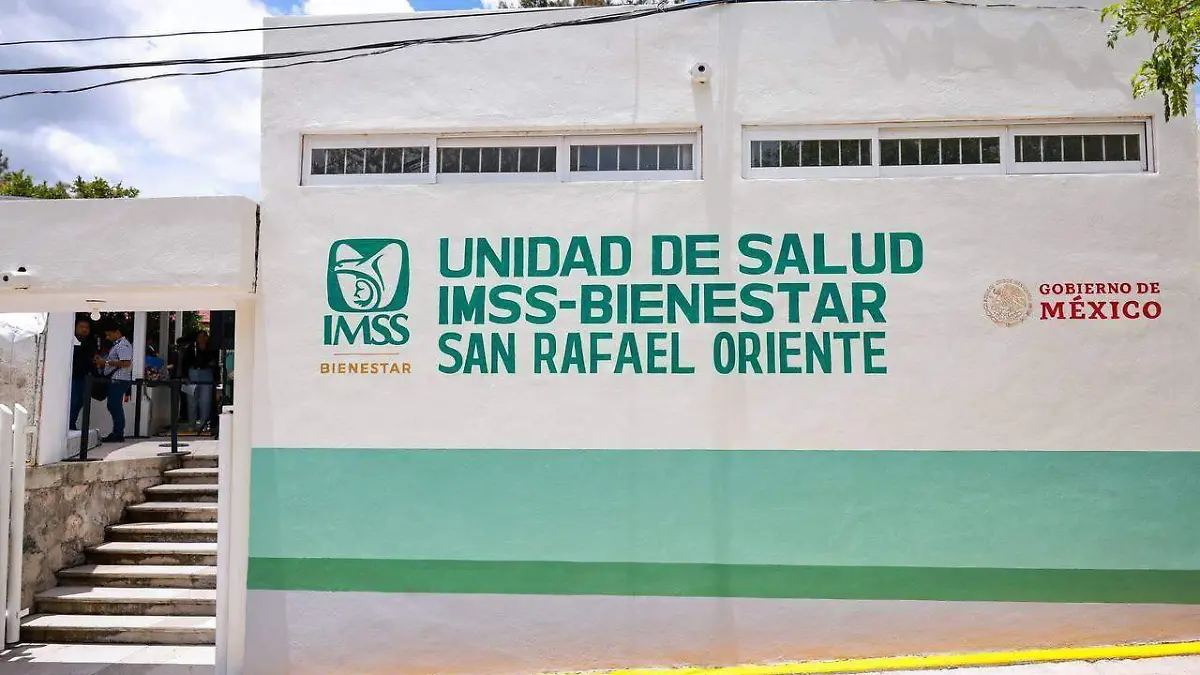 IMSS
BIENESTAR
UNIDAD DE SALUD
IMSS-BIENESTAR
SAN RAFAEL ORIENTE
GOBIERNO DE
MÉXICO